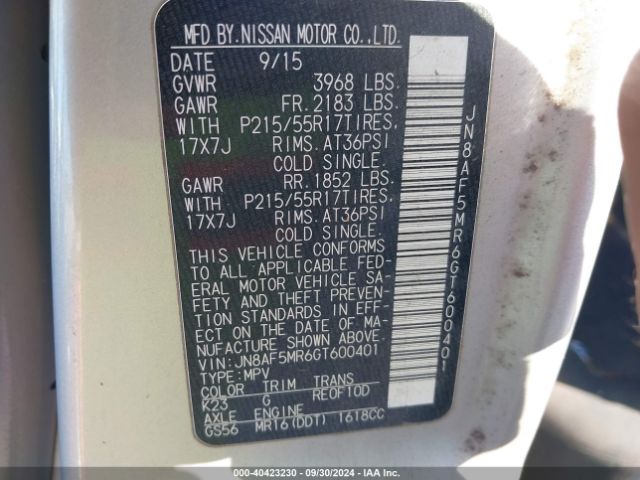 MFD BY.NISSAN MOTOR CO.,LTD.
DATE 9/15
GVWR 3968 LBS.
GAWR FR.2183 LBS.
WITH P215/55R17TIRES,
17X7J RIMS.AT36PSI
COLD SINGLE.
GAWR RR.1852 LBS.
WITH P215/55R17TIRES,
17X7J RIMS.AT36PSI
COLD SINGLE.
THIS VEHICLE CONFORMS
TO ALL APPLICABLE FED-
ERAL MOTOR VEHICLE SA-
FETY AND THEFT PREVEN-
TION STANDARDS IN EFF-
ECT ON THE DATE OF MA-
NUFACTURE SHOWN ABOVE.
VIN:JN8AF5MR6GT600401
TYPE:MPV
COLOR TRIM TRANS
K23 G RE0F10D
AXLE ENGINE
GS56 MR16(DDT) 1618CC
JN8AF5MR6GT600401
000-40423230 - 09/30/2024 - IAA Inc.